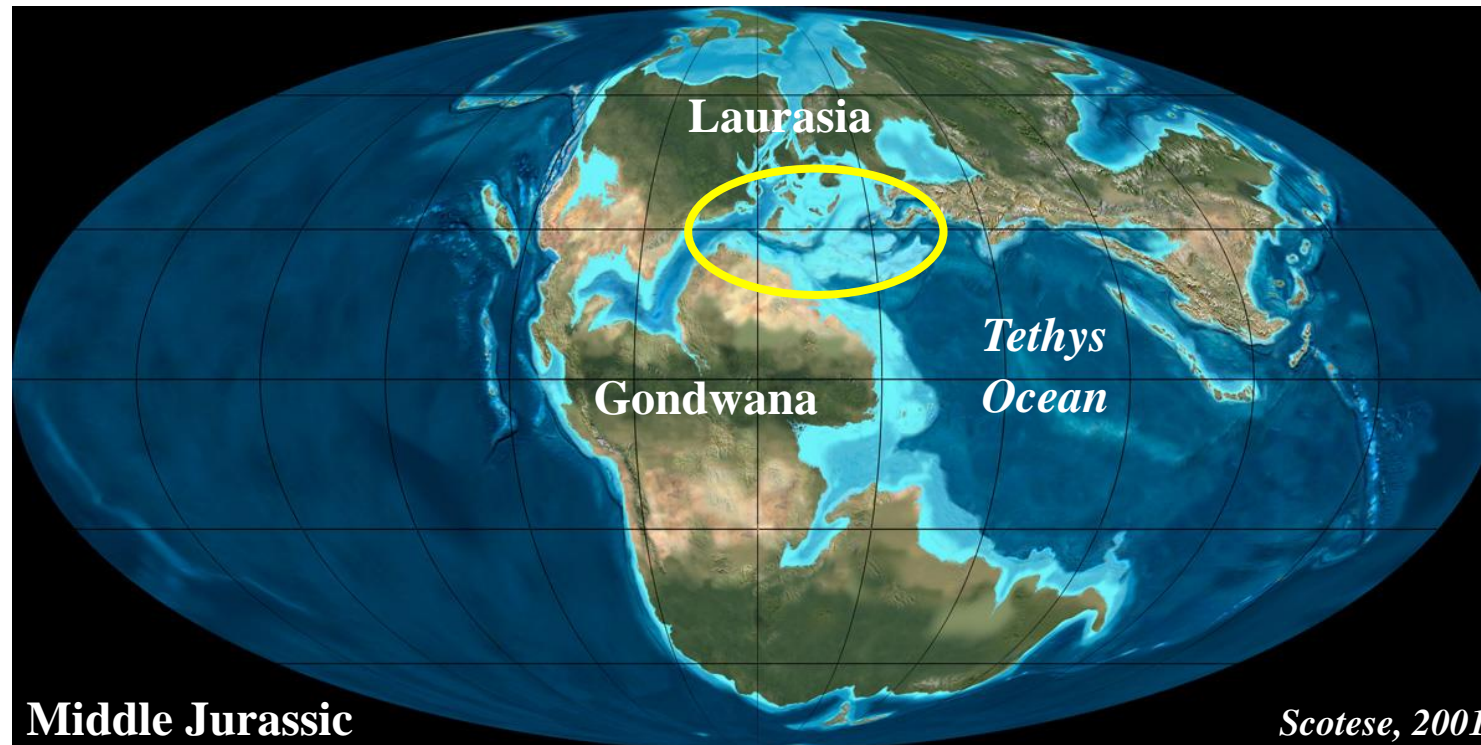 Laurasia
Tethys
Ocean
Gondwana
Middle Jurassic
Scotese, 2001